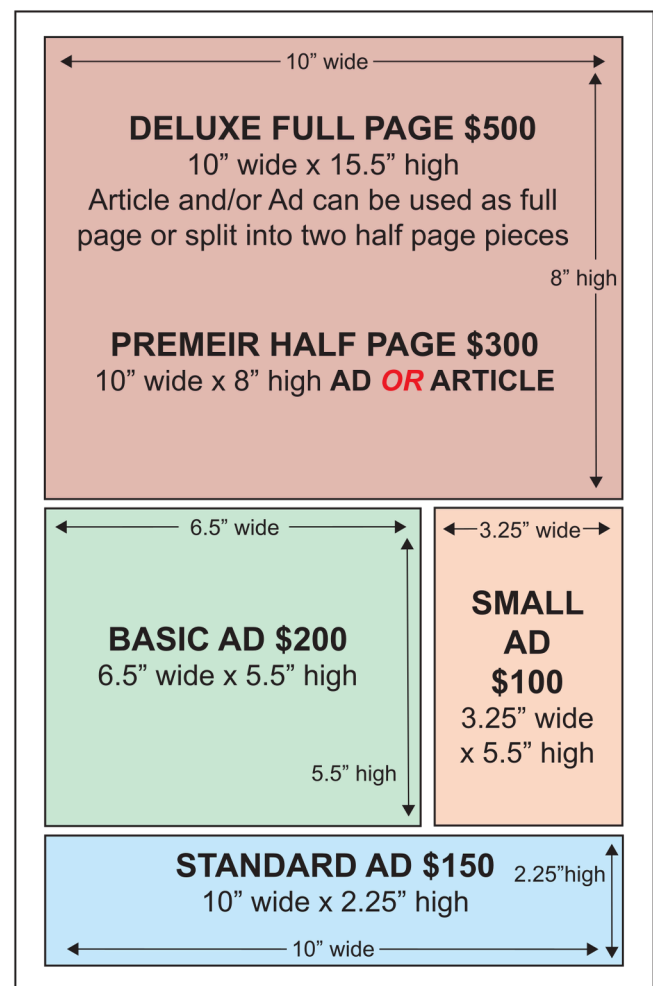 10” wide
DELUXE FULL PAGE $500
10” wide x 15.5” high
Article and/or Ad can be used as full
page or split into two half page pieces
8” high
PREMEIR HALF PAGE $300
10” wide x 8” high AD OR ARTICLE
6.5” wide
BASIC AD $200
6.5” wide x 5.5” high
5.5” high
3.25” wide
SMALL
AD
$100
3.25” wide
x 5.5” high
STANDARD AD $150
2.25”high
10” wide x 2.25” high
10” wide